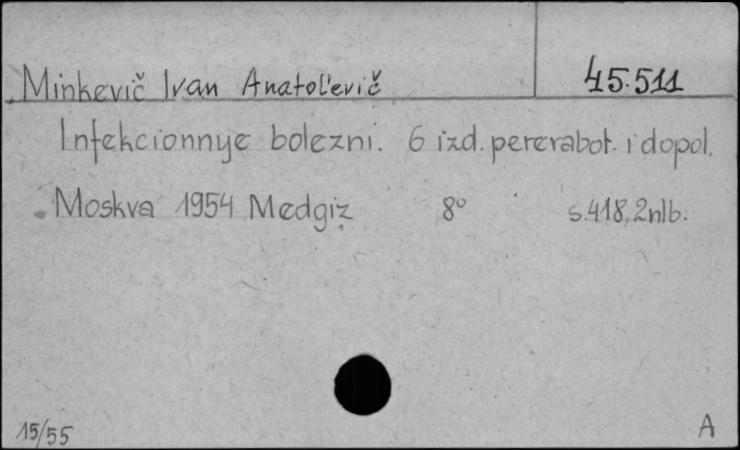 Minkevič Ivan Anatol'evič 45.511
Infekcionnye bolezni. 6 izd. pererabot. i dopol.
Moskva 1954 Medgiz 8° s.418, 2nlb.
15/55 A